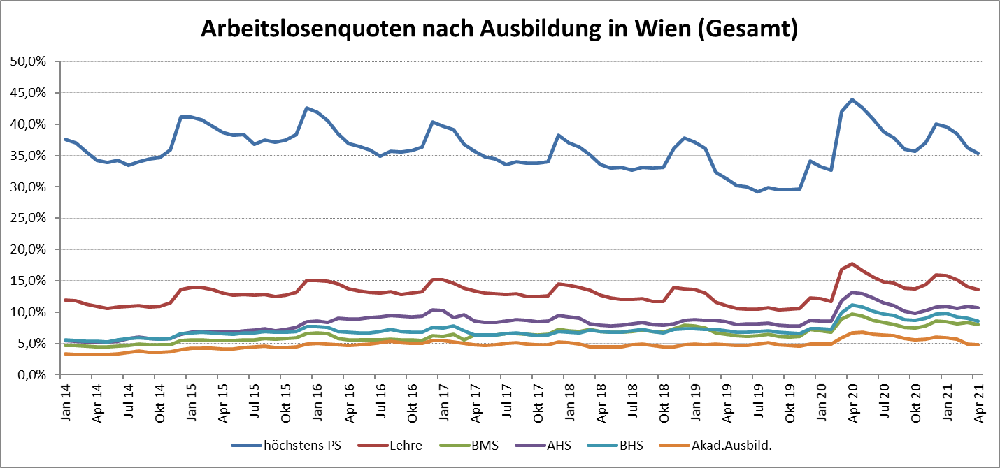 Arbeitslosenquoten nach Ausbildung in Wien (Gesamt)
50,0%
45,0%
40,0%
35,0%
30,0%
25,0%
20,0%
15,0%
10,0%
5,0%
0,0%
Jan 14
Apr 14
Jul 14
Okt 14
Jan 15
Apr 15
Jul 15
Okt 15
Jan 16
Apr 16
Jul 16
Okt 16
Jan 17
Apr 17
Jul 17
Okt 17
Jan 18
Apr 18
Jul 18
Okt 18
Jan 19
Apr 19
Jul 19
Okt 19
Jan 20
Apr 20
Jul 20
Okt 20
Jan 21
Apr 21
höchstens PS
Lehre
BMS
AHS
BHS
Akad.Ausbild.